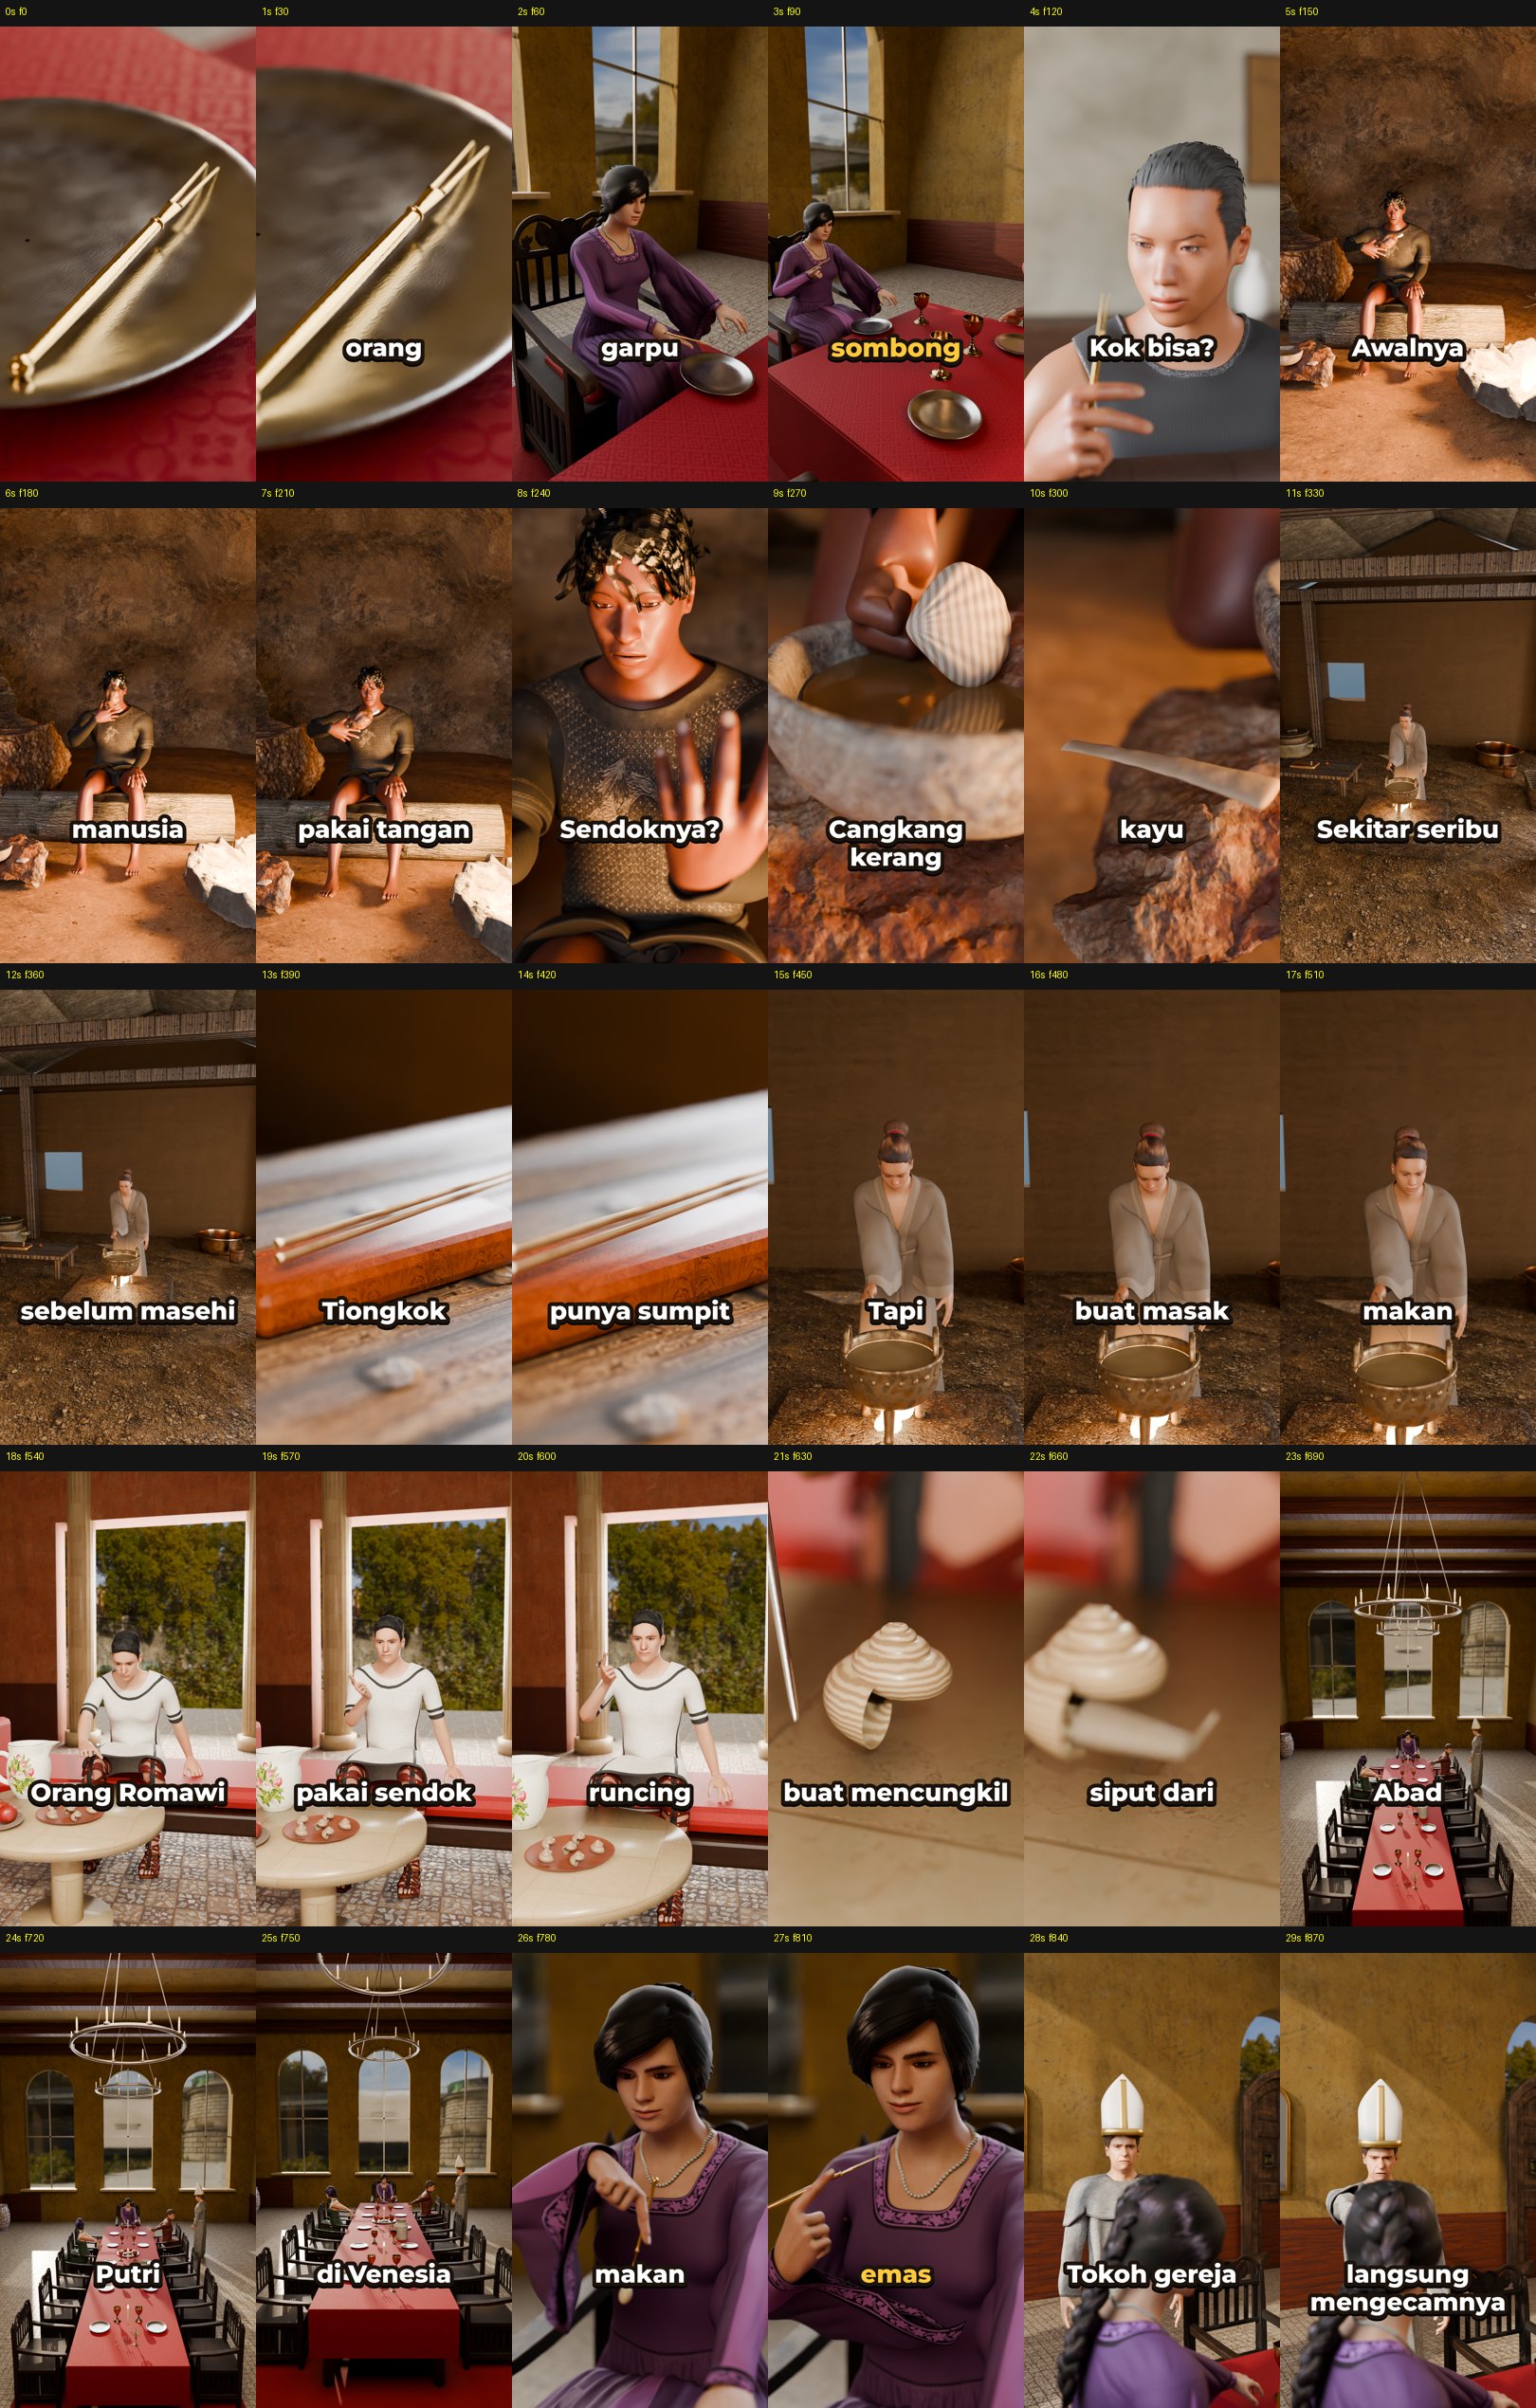 0s f0
1s f30
2s f60
3s f90
4s f120
5s f150
orang
garpu
sombong
Kok bisa?
Awalnya
6s f180
7s f210
8s f240
9s f270
10s f300
11s f330
manusia
pakai tangan
Sendoknya?
Cangkang
kerang
kayu
Sekitar seribu
12s f360
13s f390
14s f420
15s f450
16s f480
17s f510
sebelum masehi
Tiongkok
punya sumpit
Tapi
buat masak
makan
18s f540
19s f570
20s f600
21s f630
22s f660
23s f690
Orang Romawi
pakai sendok
runcing
buat mencungkil
siput dari
Abad
24s f720
25s f750
26s f780
27s f810
28s f840
29s f870
Putri
di Venesia
makan
emas
Tokoh gereja
langsung
mengecamnya